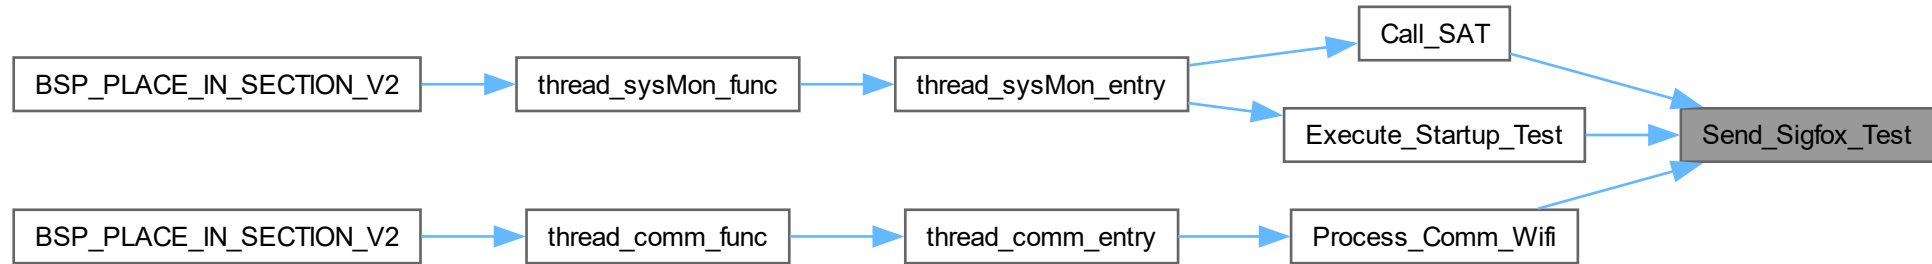 Call_SAT
BSP_PLACE_IN_SECTION_V2
thread_sysMon_func
thread_sysMon_entry
Execute_Startup_Test
Send_Sigfox_Test
BSP_PLACE_IN_SECTION_V2
thread_comm_func
thread_comm_entry
Process_Comm_Wifi